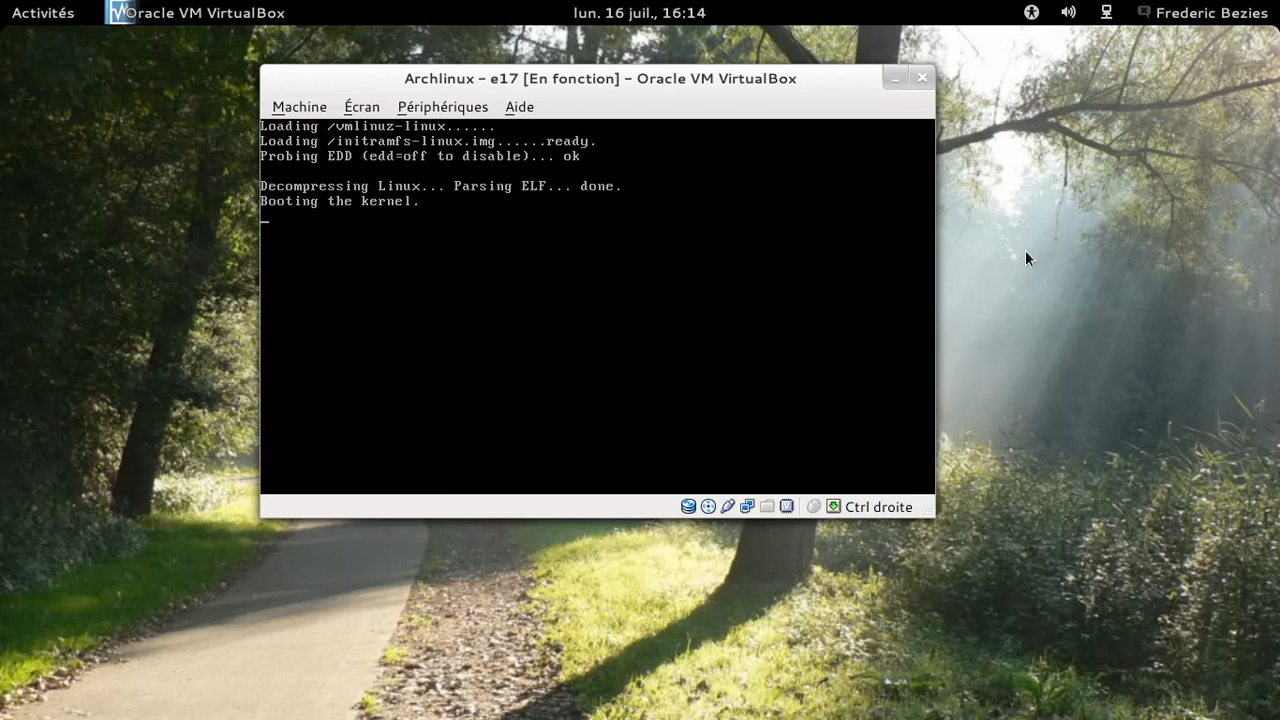 Activités
Oracle VM VirtualBox
lun. 16 juil., 16:14
Frederic Bezies
Archlinux - e17 [En fonction] - Oracle VM VirtualBox
Machine Écran Périphériques Aide
Loading /vmlinuz-linux......
Loading /initramfs-linux.img......ready.
Probing EDD (edd=off to disable)... ok
Decompressing Linux... Parsing ELF... done.
Booting the kernel.
_
Ctrl droite